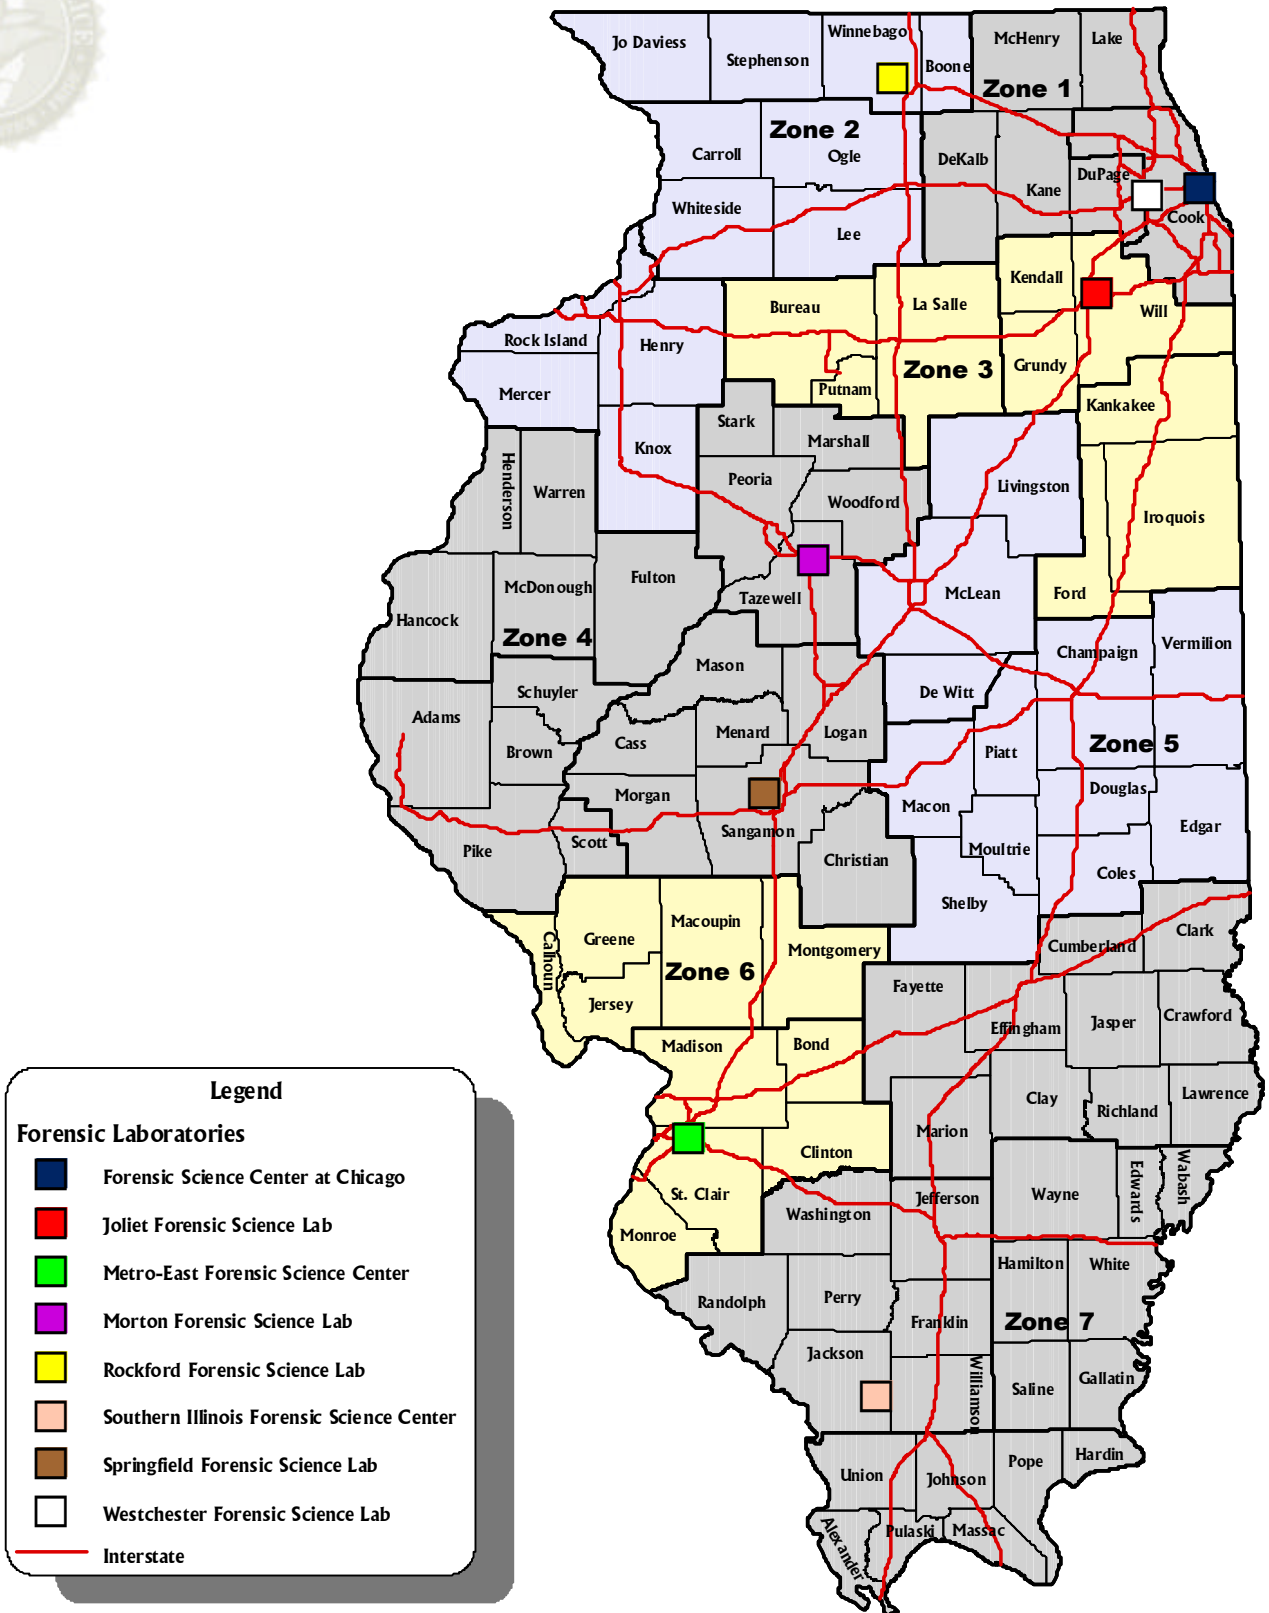 Jo Daviess
Stephenson
Winnebago
Boone
McHenry
Lake
Zone 1
Zone 2
Carroll
Ogle
DeKalb
Kane
DuPage
Cook
Whiteside
Lee
Kendall
Bureau
La Salle
Will
Rock Island
Henry
Grundy
Zone 3
Putnam
Mercer
Kankakee
Stark
Marshall
Knox
Henderson
Warren
Peoria
Woodford
Livingston
Iroquois
Fulton
McDonough
Tazewell
McLean
Ford
Hancock
Zone 4
Mason
Champaign
Vermilion
Schuyler
De Witt
Adams
Cass
Menard
Logan
Brown
Piatt
Zone 5
Morgan
Macon
Douglas
Sangamon
Edgar
Pike
Scott
Christian
Moultrie
Coles
Shelby
Calhoun
Greene
Macoupin
Montgomery
Cumberland
Clark
Zone 6
Fayette
Jersey
Effingham
Jasper
Crawford
Madison
Bond
Clay
Richland
Lawrence
Marion
Clinton
St. Clair
Jefferson
Wayne
Edwards
Wabash
Washington
Monroe
Hamilton
White
Randolph
Perry
Franklin
Zone 7
Jackson
Williamson
Saline
Gallatin
Union
Johnson
Pope
Hardin
Alexander
Pulaski
Massac
Legend
Forensic Laboratories
Forensic Science Center at Chicago
Joliet Forensic Science Lab
Metro-East Forensic Science Center
Morton Forensic Science Lab
Rockford Forensic Science Lab
Southern Illinois Forensic Science Center
Springfield Forensic Science Lab
Westchester Forensic Science Lab
Interstate